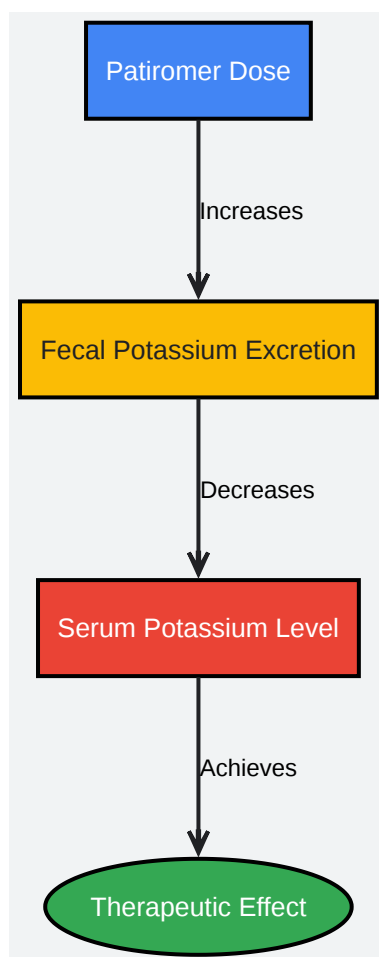 Patiromer Dose
Increases
Fecal Potassium Excretion
Decreases
Serum Potassium Level
Achieves
Therapeutic Effect